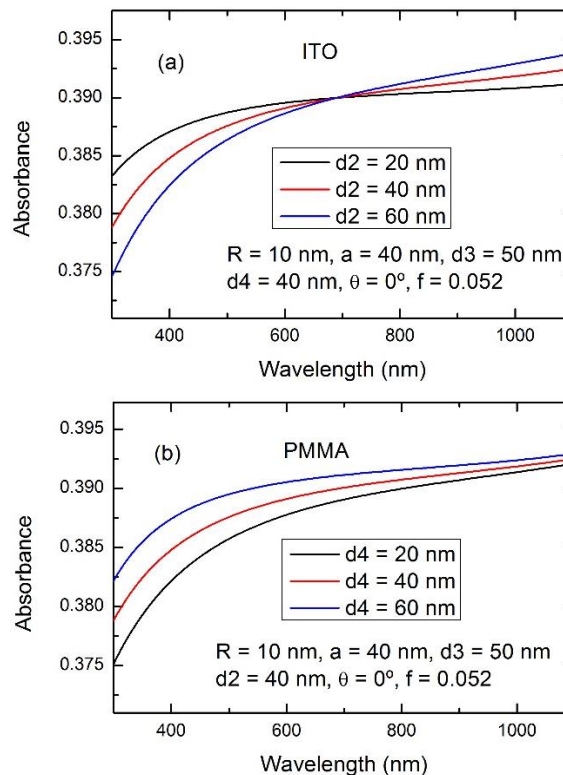 0.395
0.390
0.385
0.380
0.375
Absorbance
(a)
ITO
d2 = 20 nm
d2 = 40 nm
d2 = 60 nm
R = 10 nm, a = 40 nm, d3 = 50 nm
d4 = 40 nm, θ = 0º, f = 0.052
400 600 800 1000
Wavelength (nm)
0.395
0.390
0.385
0.380
0.375
Absorbance
(b)
PMMA
d4 = 20 nm
d4 = 40 nm
d4 = 60 nm
R = 10 nm, a = 40 nm, d3 = 50 nm
d2 = 40 nm, θ = 0º, f = 0.052
400 600 800 1000
Wavelength (nm)